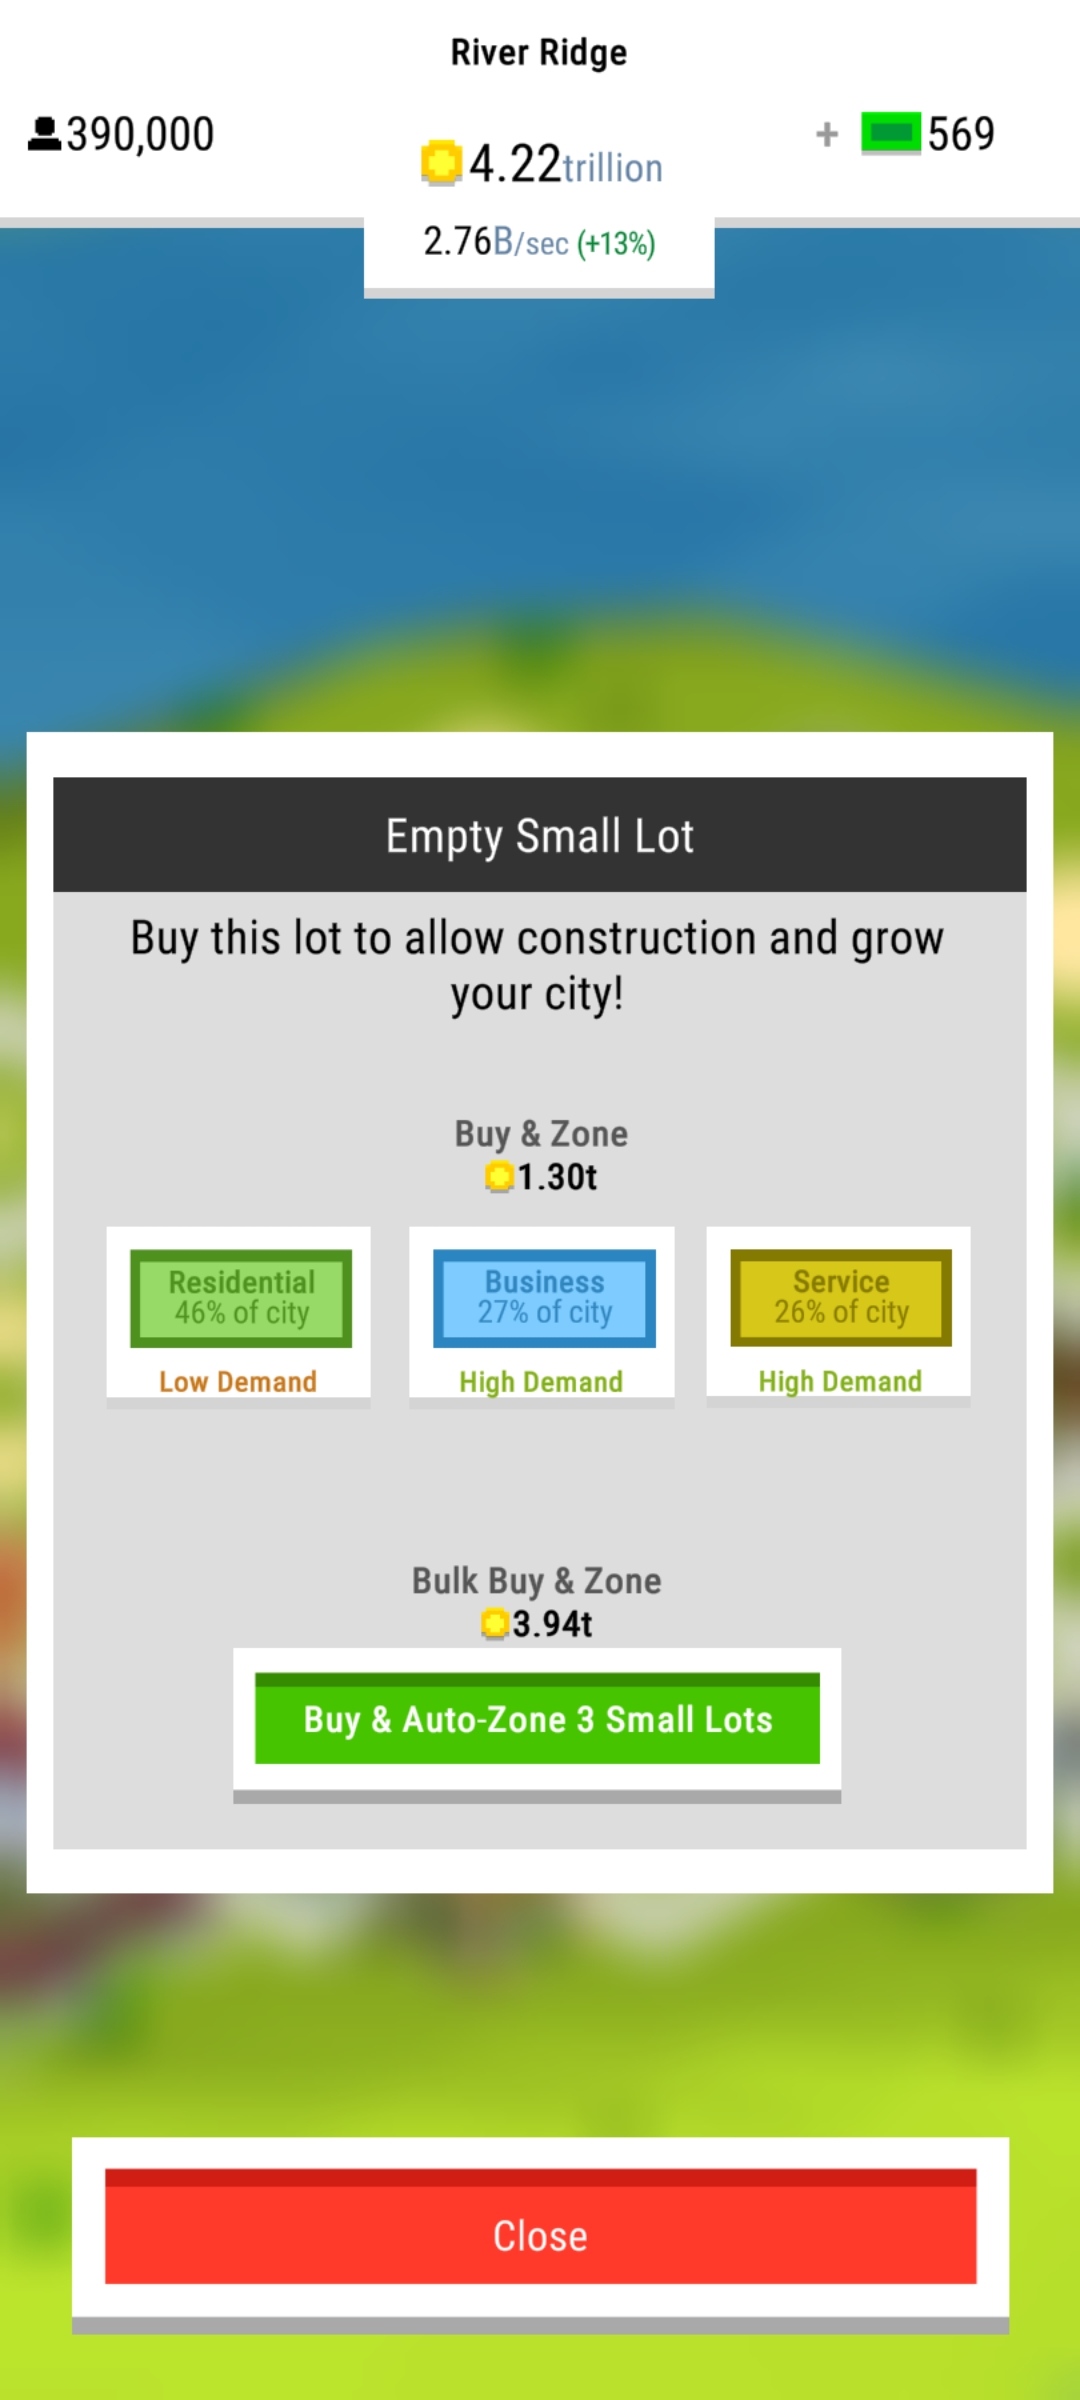 River Ridge
390,000
4.22trillion
+ 569
2.76B/sec (+13%)
Empty Small Lot
Buy this lot to allow construction and grow
your city!
Buy & Zone
1.30t
Residential
46% of city
Low Demand
Business
27% of city
High Demand
Service
26% of city
High Demand
Bulk Buy & Zone
3.94t
Buy & Auto-Zone 3 Small Lots
Close